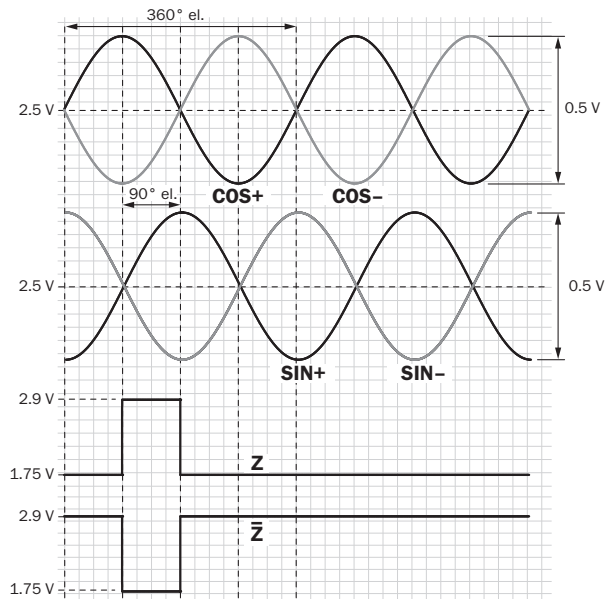 360° el.
2.5 V
0.5 V
90° el.
COS+
COS–
2.5 V
0.5 V
SIN+
SIN–
2.9 V
Z
1.75 V
2.9 V
Z̅
1.75 V